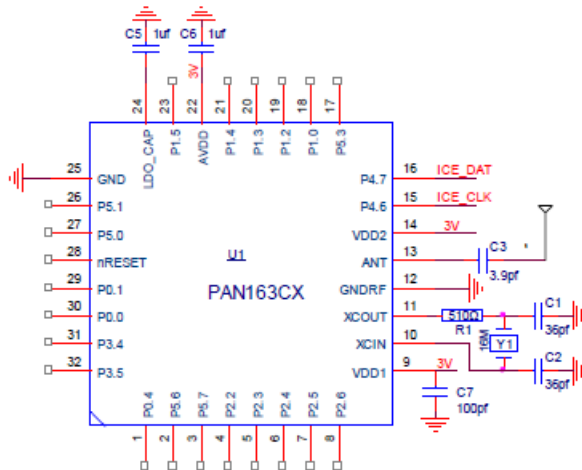 C5 1uf C6 1uf
3V
24 23 22 21 20 19 18 17
LDO_CAP P1.5 AVDD P1.4 P1.3 P1.2 P1.0 P5.3
25 GND
26 P5.1
27 P5.0
28 nRESET
29 P0.1
30 P0.0
31 P3.4
32 P3.5
U1
PAN163CX
P4.7 16 ICE_DAT
P4.6 15 ICE_CLK
VDD2 14 3V
ANT 13 C3
3.9pf
GNDRF 12
XCOUT 11 510Ω C1
R1 36pf
16M Y1
XCIN 10 C2
36pf
VDD1 9 3V
C7
100pf
P0.4 P5.6 P5.7 P2.2 P2.3 P2.4 P2.5 P2.6
1 2 3 4 5 6 7 8